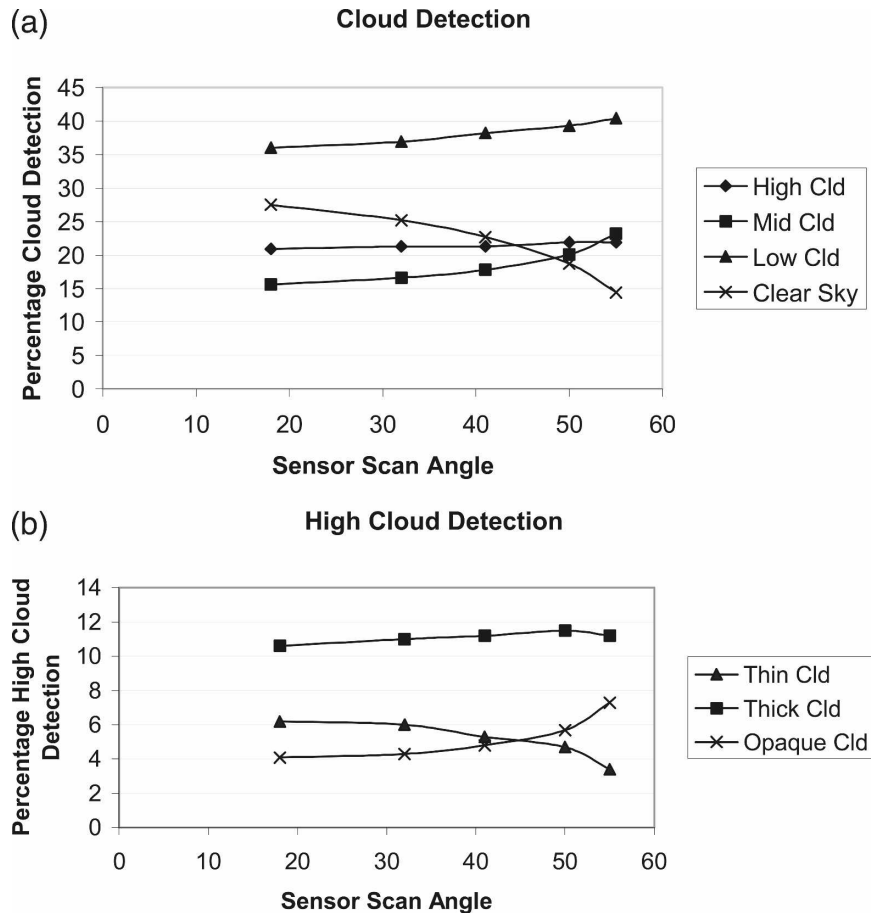 (a)
Cloud Detection
Percentage Cloud Detection
45
40
35
30
25
20
15
10
5
0
0 10 20 30 40 50 60
Sensor Scan Angle
High Cld
Mid Cld
Low Cld
Clear Sky
(b)
High Cloud Detection
Percentage High Cloud
Detection
14
12
10
8
6
4
2
0
0 10 20 30 40 50 60
Sensor Scan Angle
Thin Cld
Thick Cld
Opaque Cld